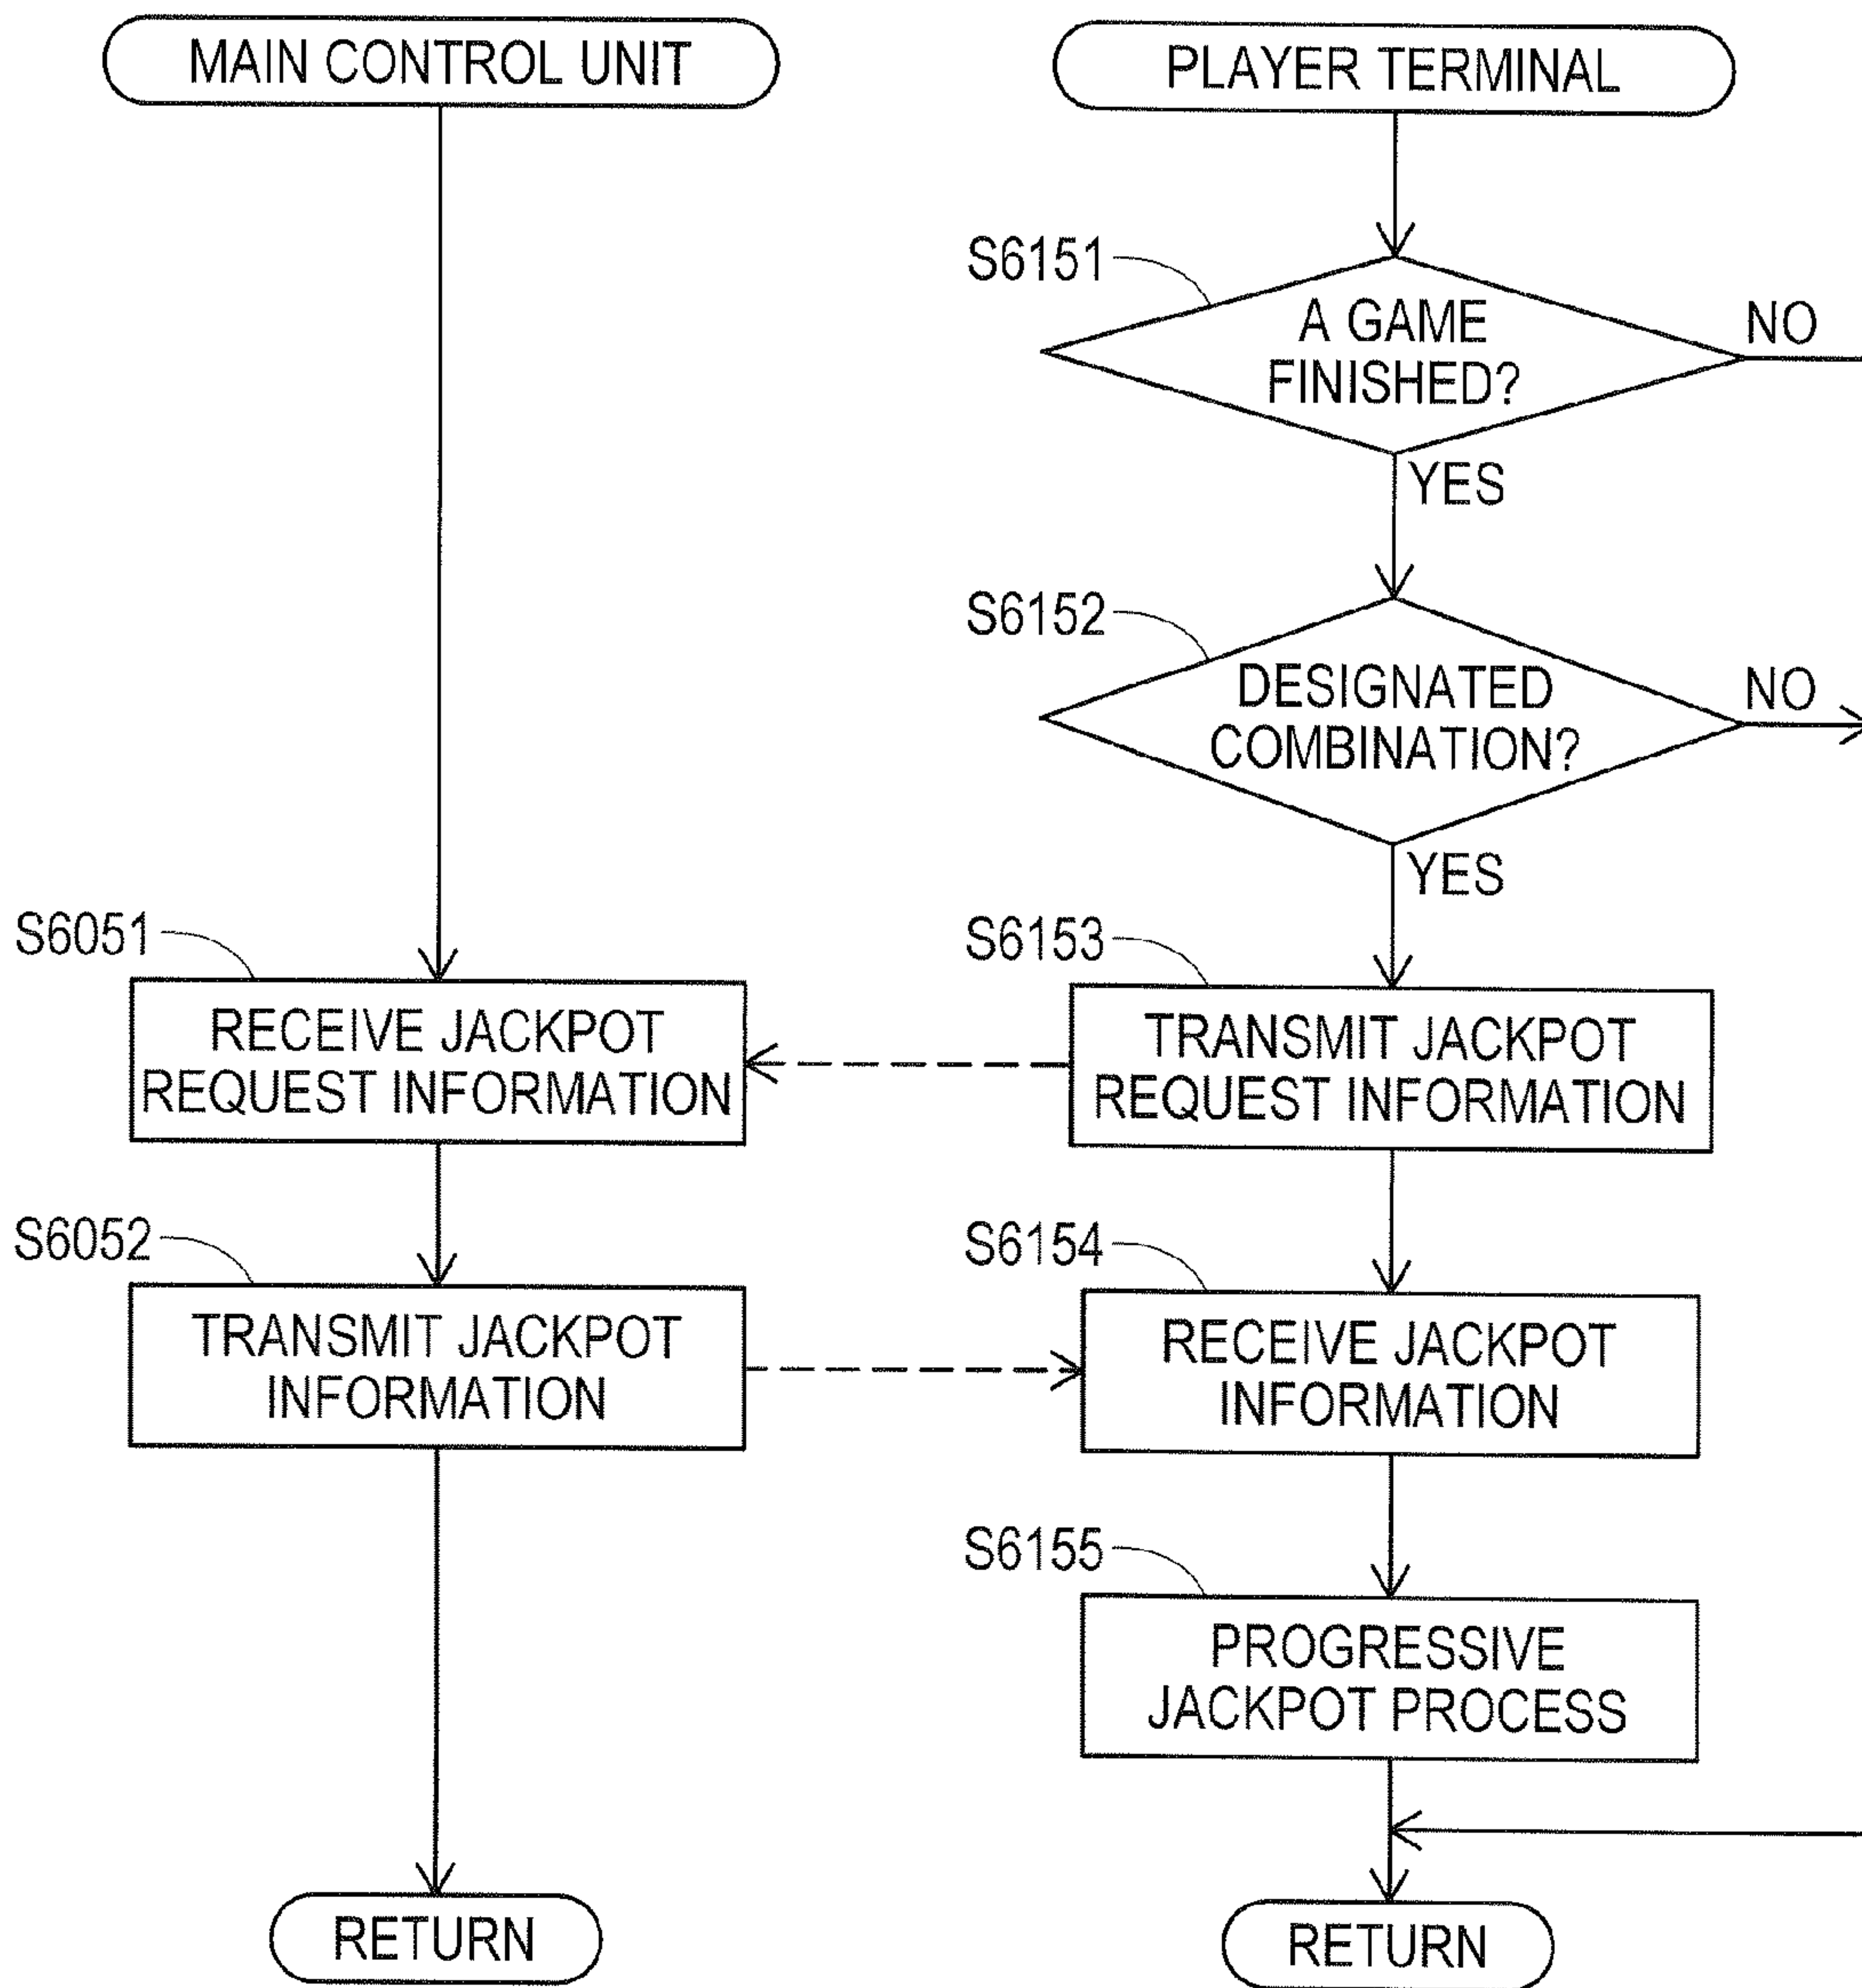 MAIN CONTROL UNIT
PLAYER TERMINAL
S6151
A GAME
FINISHED?
NO
YES
S6152
DESIGNATED
COMBINATION?
NO
YES
S6051
RECEIVE JACKPOT
REQUEST INFORMATION
S6153
TRANSMIT JACKPOT
REQUEST INFORMATION
S6052
TRANSMIT JACKPOT
INFORMATION
S6154
RECEIVE JACKPOT
INFORMATION
S6155
PROGRESSIVE
JACKPOT PROCESS
RETURN
RETURN